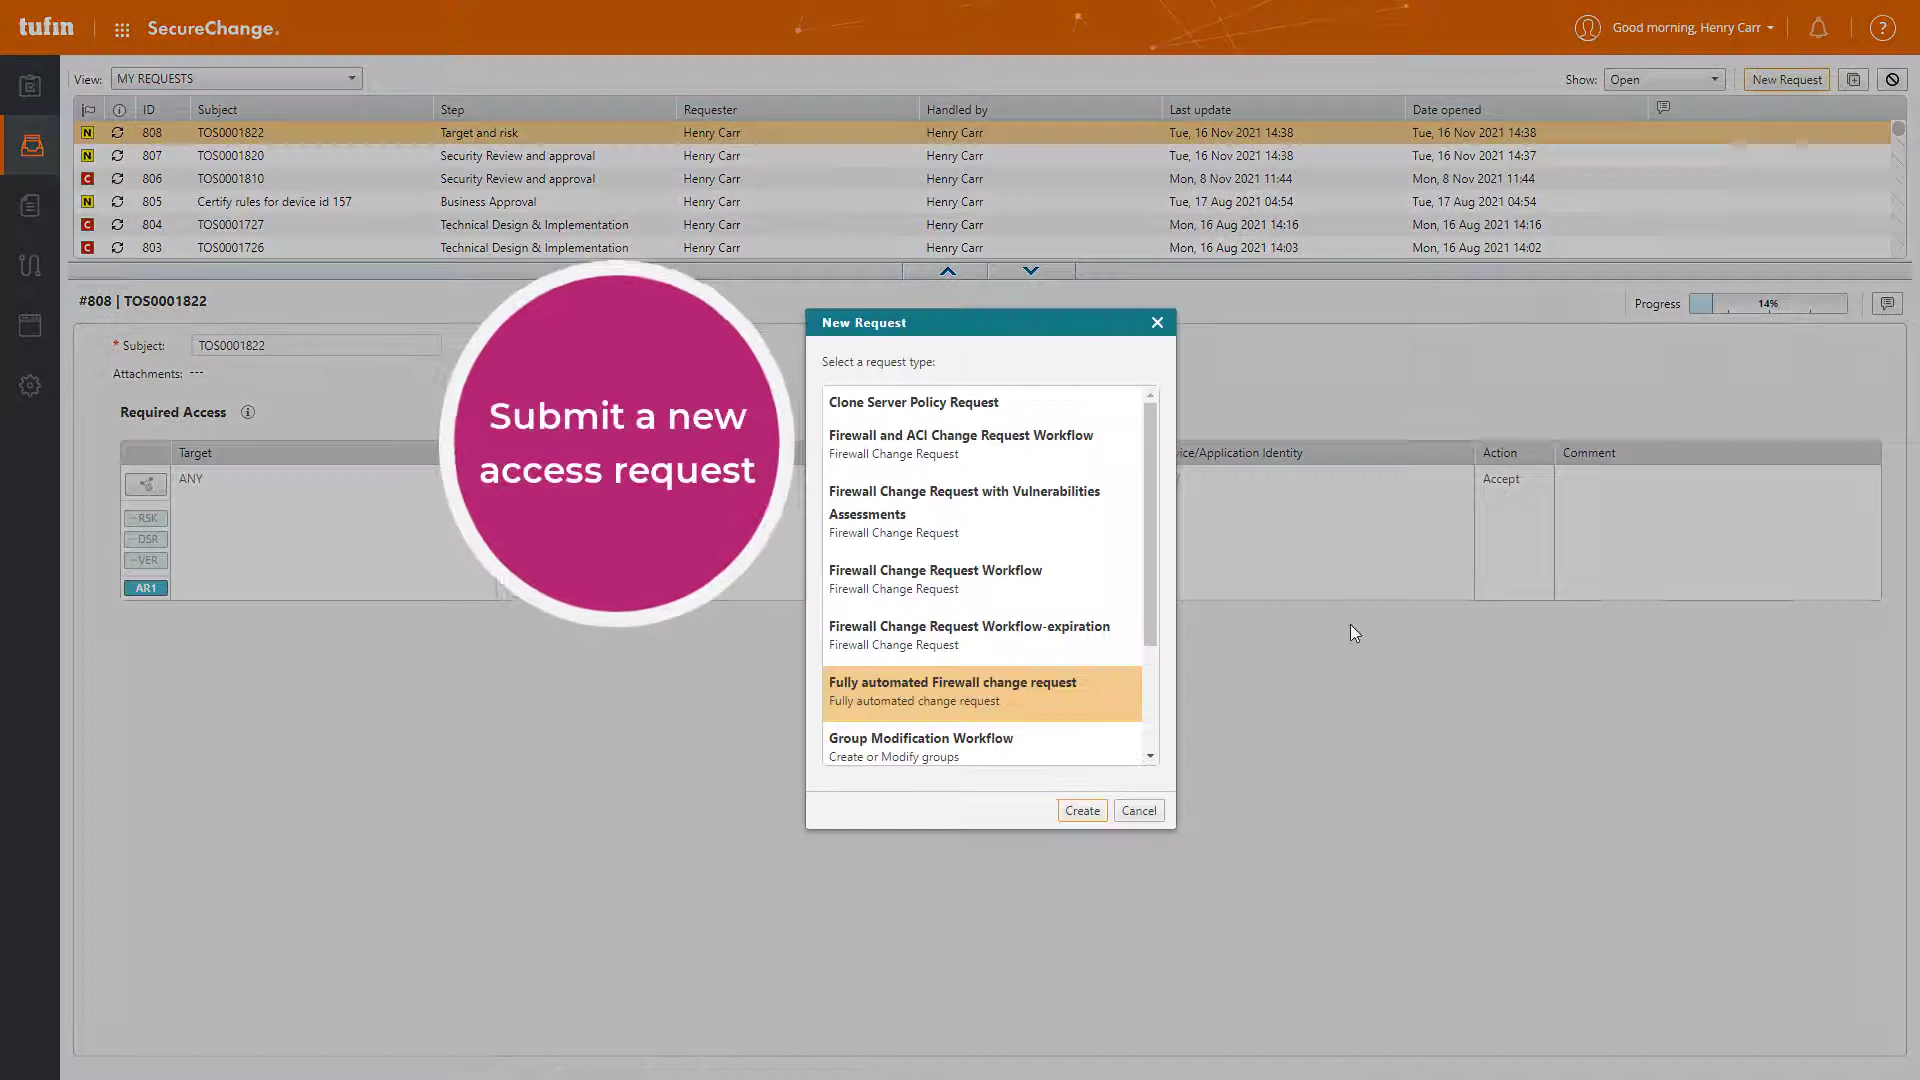 tufin
SecureChange.
Good morning, Henry Carr
?
View: MY REQUESTS
Show: Open
New Request
i ID Subject Step Requester Handled by Last update Date opened
N 808 TOS0001822 Target and risk Henry Carr Henry Carr Tue, 16 Nov 2021 14:38 Tue, 16 Nov 2021 14:38
N 807 TOS0001820 Security Review and approval Henry Carr Henry Carr Tue, 16 Nov 2021 14:38 Tue, 16 Nov 2021 14:37
C 806 TOS0001810 Security Review and approval Henry Carr Henry Carr Mon, 8 Nov 2021 11:44 Mon, 8 Nov 2021 11:44
N 805 Certify rules for device id 157 Business Approval Henry Carr Henry Carr Tue, 17 Aug 2021 04:54 Tue, 17 Aug 2021 04:54
C 804 TOS0001727 Technical Design & Implementation Henry Carr Henry Carr Mon, 16 Aug 2021 14:16 Mon, 16 Aug 2021 14:16
C 803 TOS0001726 Technical Design & Implementation Henry Carr Henry Carr Mon, 16 Aug 2021 14:03 Mon, 16 Aug 2021 14:02
#808 | TOS0001822
Progress 14%
* Subject: TOS0001822
Attachments: ---
Required Access i
Target
vice/Application Identity Action Comment
ANY
Accept
RSK
DSR
VER
AR1
Submit a new
access request
New Request
Select a request type:
Clone Server Policy Request
Firewall and ACI Change Request Workflow
Firewall Change Request
Firewall Change Request with Vulnerabilities
Assessments
Firewall Change Request
Firewall Change Request Workflow
Firewall Change Request
Firewall Change Request Workflow-expiration
Firewall Change Request
Fully automated Firewall change request
Fully automated change request
Group Modification Workflow
Create or Modify groups
Create
Cancel